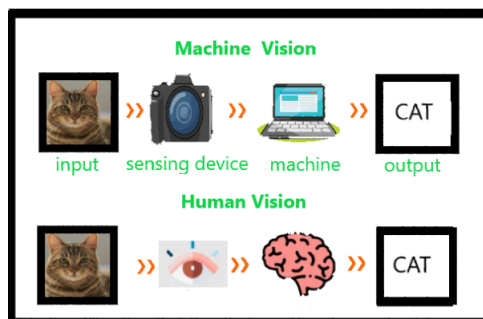 Machine Vision
CAT
input sensing device machine output
Human Vision
CAT